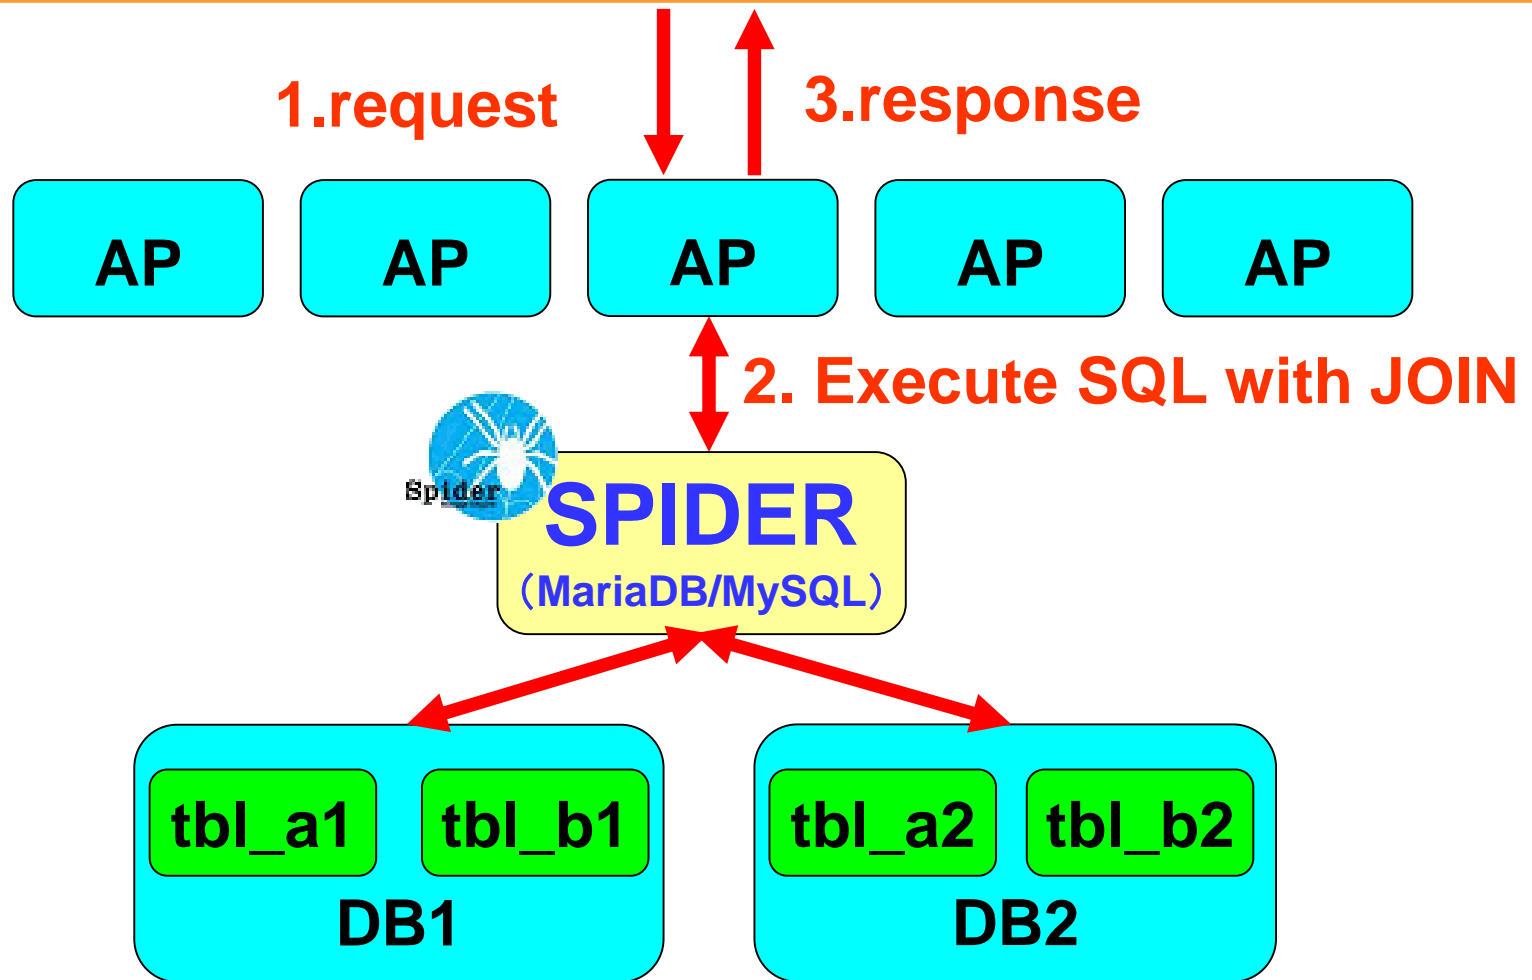 1.request
3.response
AP AP AP AP AP
2. Execute SQL with JOIN
Spider
SPIDER
（MariaDB/MySQL）
tbl_a1 tbl_b1 tbl_a2 tbl_b2
DB1 DB2